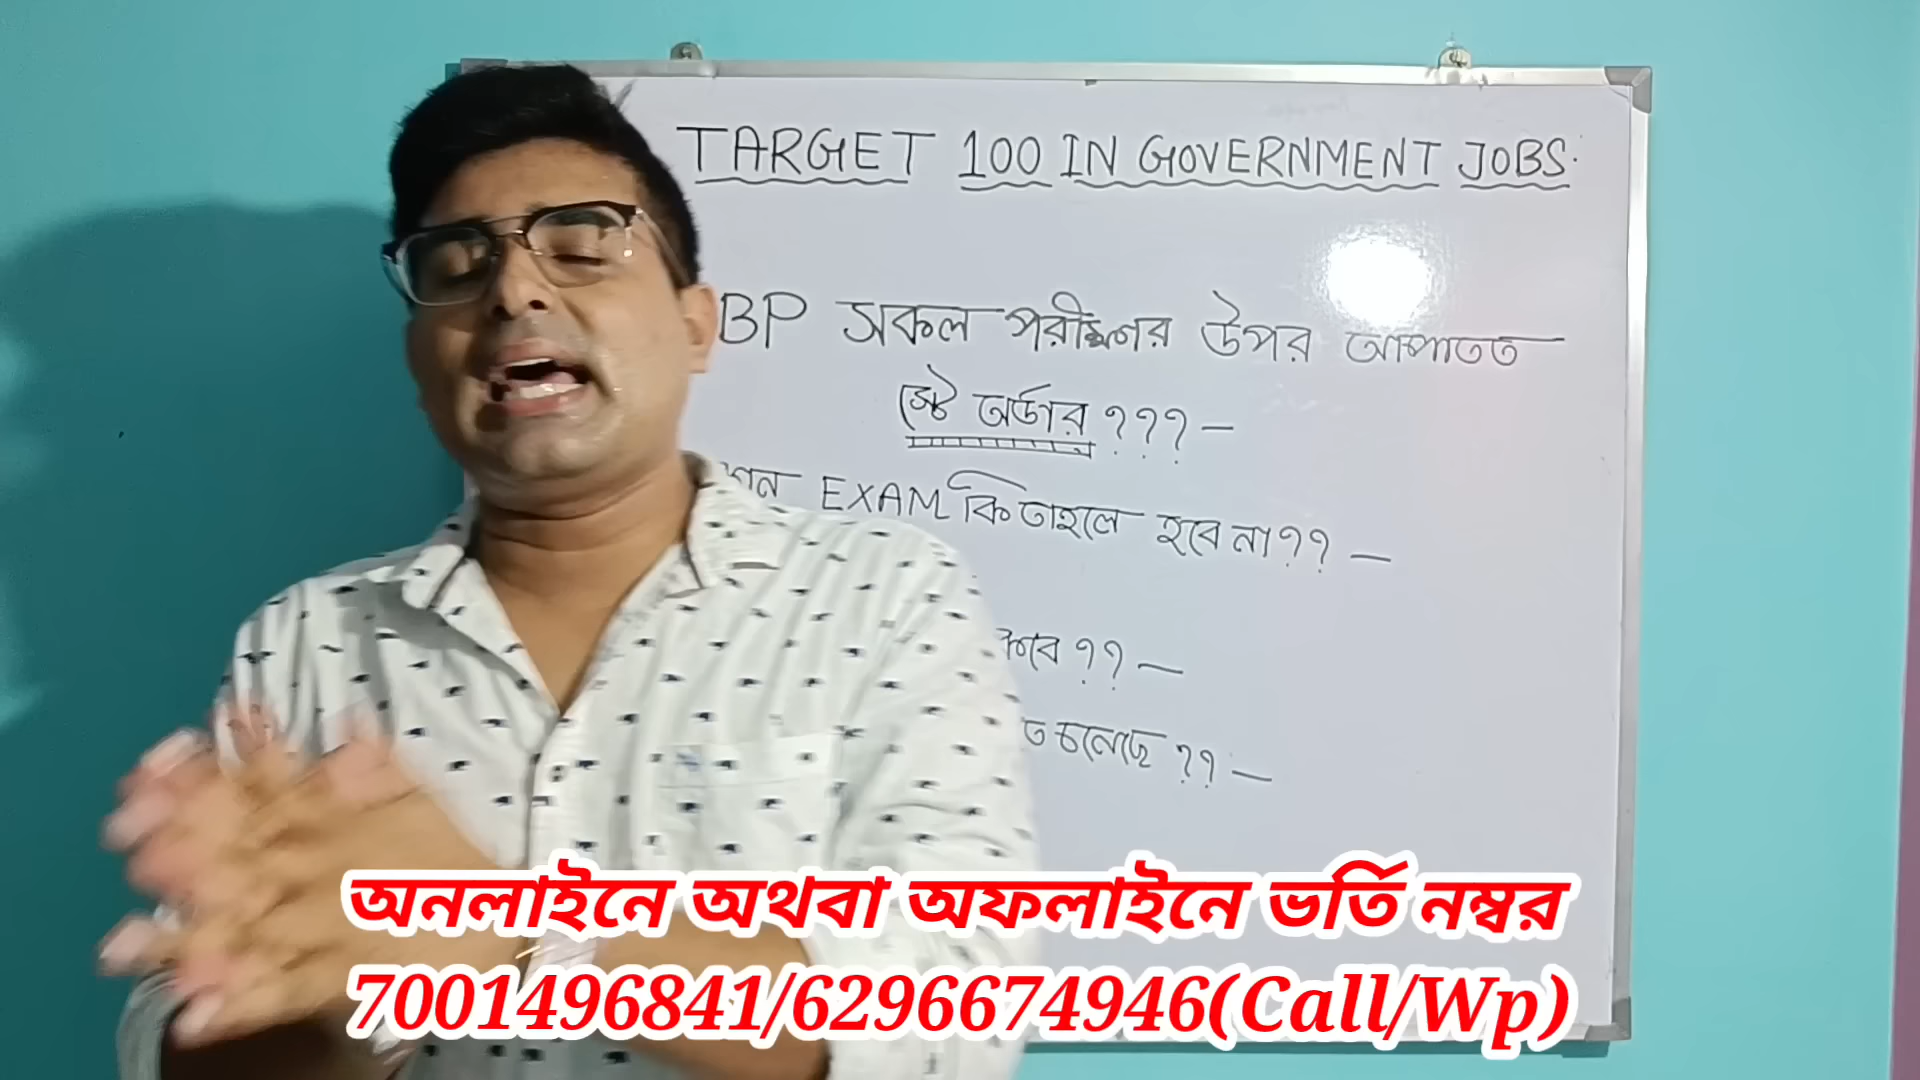 TARGET 100 IN GOVERNMENT JOBS.
BP সকল পরীক্ষার উপর আপাতত
স্টে অর্ডার ??? –
EXAM কি তাহলে হবে না ?? –
?? –
চলেছে ?? –
অনলাইনে অথবা অফলাইনে ভর্তি নম্বর
7001496841/6296674946(Call/Wp)